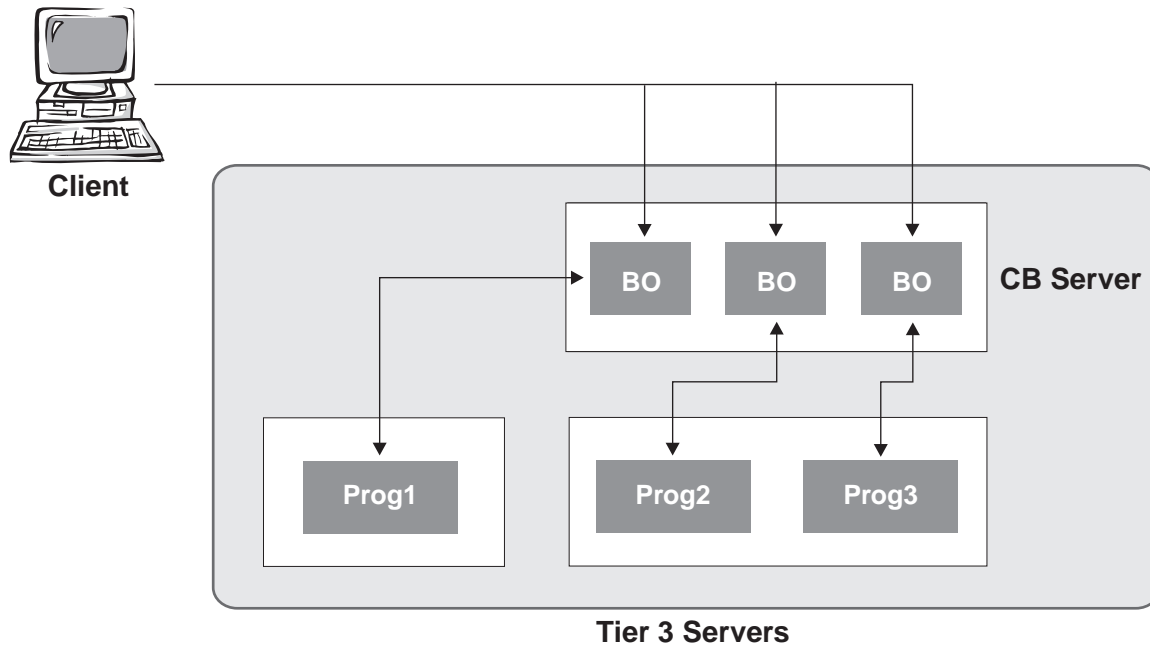 Client
BO
BO
BO
CB Server
Prog1
Prog2
Prog3
Tier 3 Servers